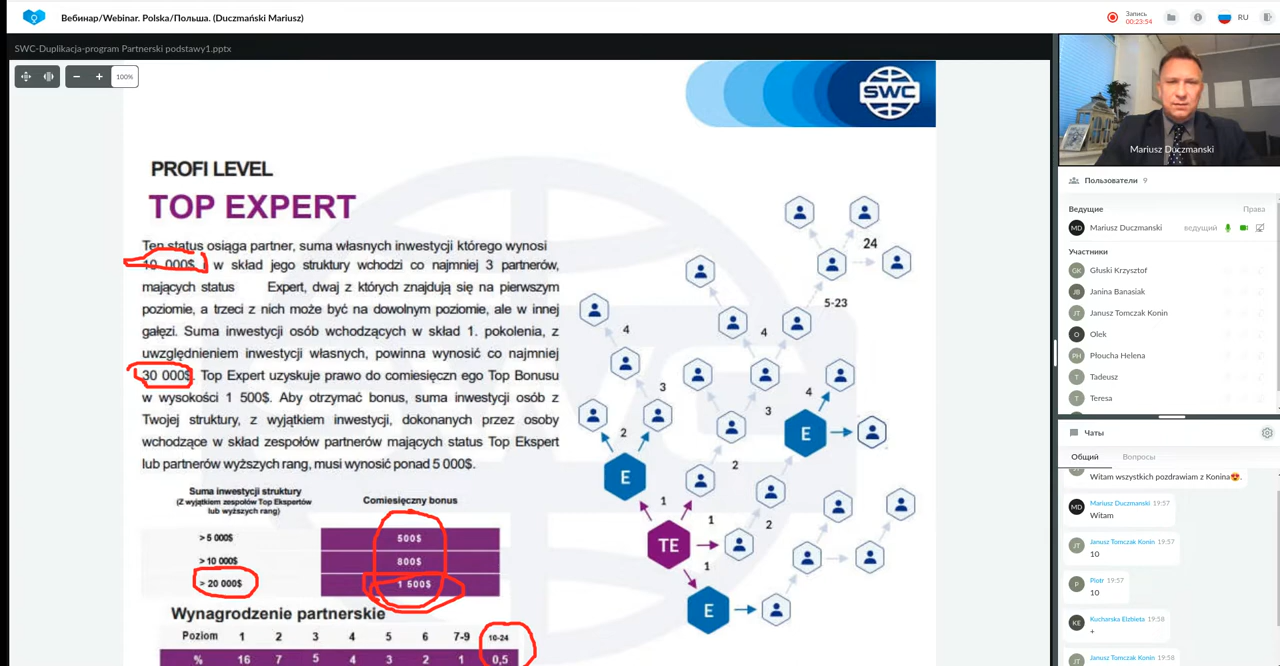 Вебинар/Webinar. Polska/Польша. (Duczmański Mariusz)
Запись
00:23:54
RU
SWC-Duplikacja-program Partnerski podstawy1.pptx
100%
SWC
PROFI LEVEL
TOP EXPERT
Ten status osiąga partner, suma własnych inwestycji którego wynosi
10 000$, w skład jego struktury wchodzi co najmniej 3 partnerów,
mających status Expert, dwaj z których znajdują się na pierwszym
poziomie, a trzeci z nich może być na dowolnym poziomie, ale w innej
gałęzi. Suma inwestycji osób wchodzących w skład 1. pokolenia, z
uwzględnieniem inwestycji własnych, powinna wynosić co najmniej
30 000$. Top Expert uzyskuje prawo do comiesięczn ego Top Bonusu
w wysokości 1 500$. Aby otrzymać bonus, suma inwestycji osób z
Twojej struktury, z wyjątkiem inwestycji, dokonanych przez osoby
wchodzące w skład zespołów partnerów mających status Top Ekspert
lub partnerów wyższych rang, musi wynosić ponad 5 000$.
Suma inwestycji struktury
(Z wyjątkiem zespołów Top Ekspertów
lub wyższych rang)
Comiesięczny bonus
> 5 000$ 500$
> 10 000$ 800$
> 20 000$ 1 500$
Wynagrodzenie partnerskie
Poziom 1 2 3 4 5 6 7-9 10-24
% 16 7 5 4 3 2 1 0,5
24
5-23
4
4
3
4
3
E
2
E
2
1
1
2
TE
1
E
Mariusz Duczmanski
Пользователи 9
Ведущие Права
MD Mariusz Duczmanski ведущий
Участники
GK Głuski Krzysztof
JB Janina Banasiak
JT Janusz Tomczak Konin
O Olek
PH Płoucha Helena
T Tadeusz
T Teresa
Чаты
Общий Вопросы
Witam wszystkich pozdrawiam z Konina😍.
MD Mariusz Duczmanski 19:57
Witam
JT Janusz Tomczak Konin 19:57
10
P Piotr 19:57
10
KE Kucharska Elzbieta 19:58
+
JT Janusz Tomczak Konin 19:58